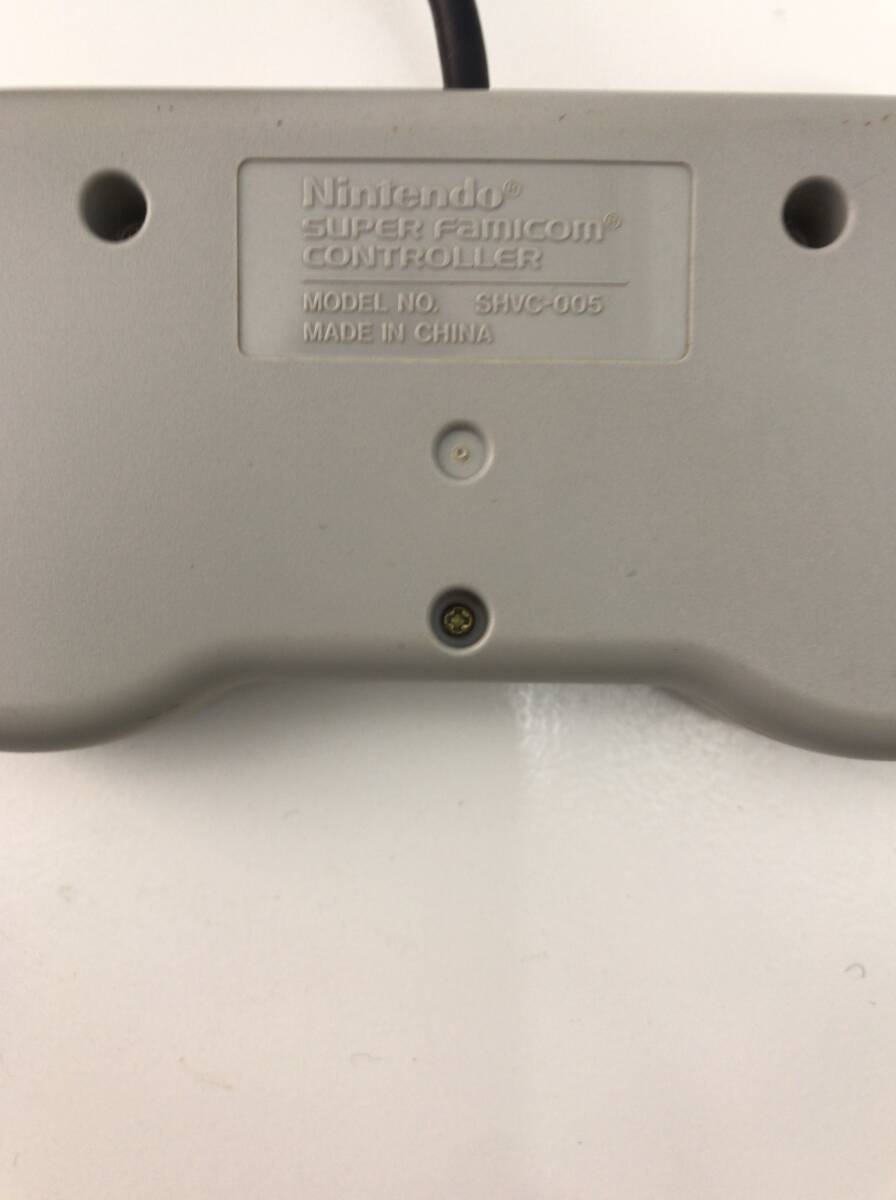 Nintendo®
SUPER FamICOM®
CONTROLLER
MODEL NO. SHVC-005
MADE IN CHINA